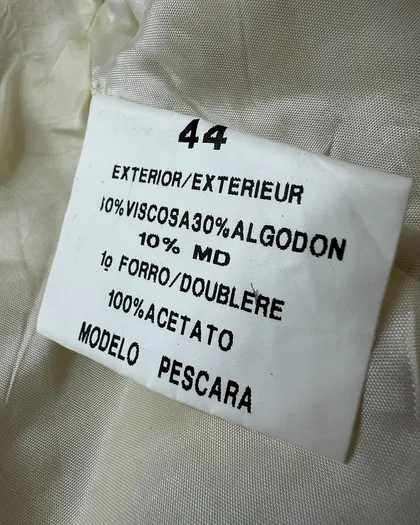 44
EXTERIOR/EXTERIEUR
10%VISCOSA30%ALGODON
10% MD
1º FORRO/DOUBLERE
100%ACETATO
MODELO PESCARA